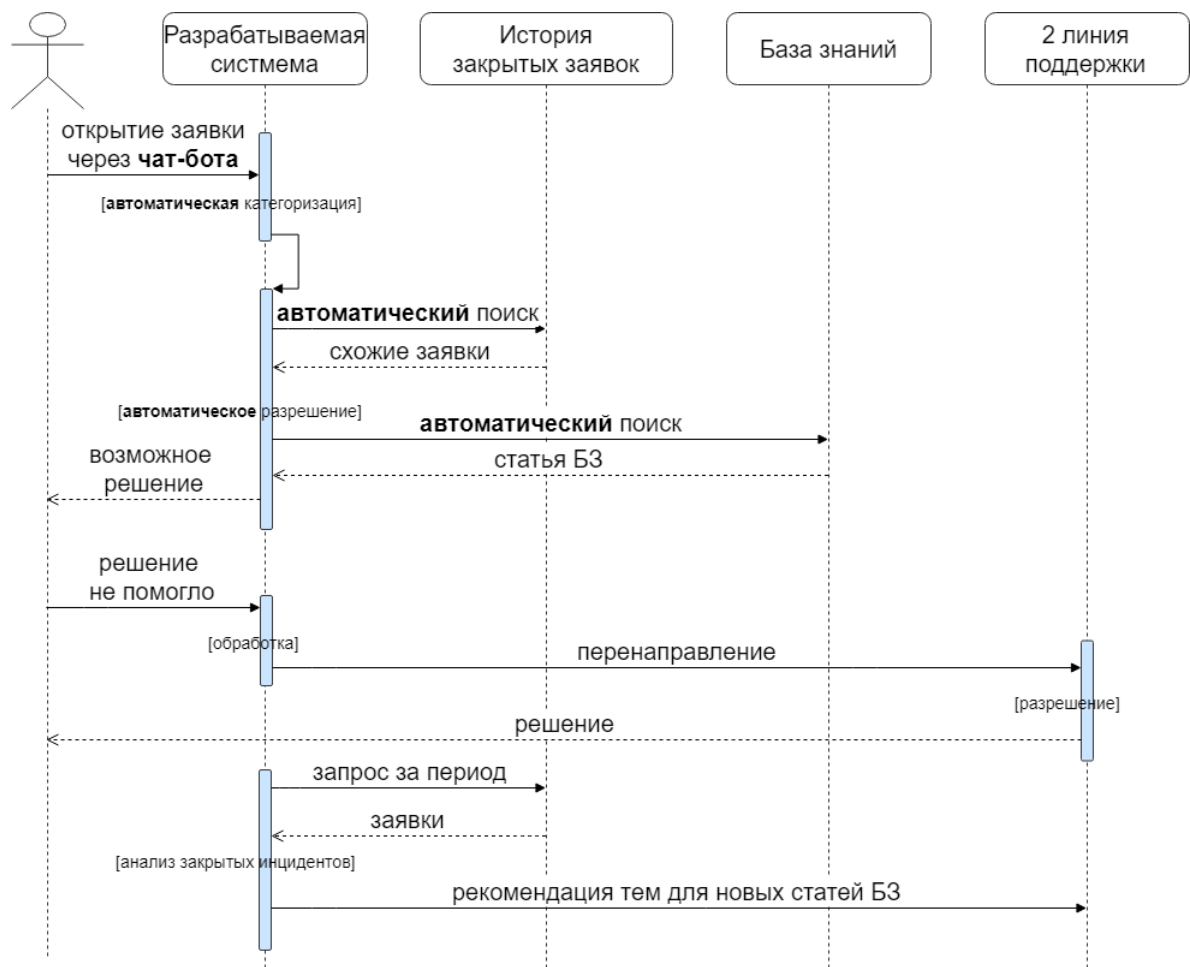 Разрабатываемая
систмема
История
закрытых заявок
База знаний
2 линия
поддержки
открытие заявки
через чат-бота
[автоматическая категоризация]
автоматический поиск
схожие заявки
[автоматическое разрешение]
автоматический поиск
статья БЗ
возможное
решение
решение
не помогло
[обработка]
перенаправление
[разрешение]
решение
запрос за период
заявки
[анализ закрытых инцидентов]
рекомендация тем для новых статей БЗ